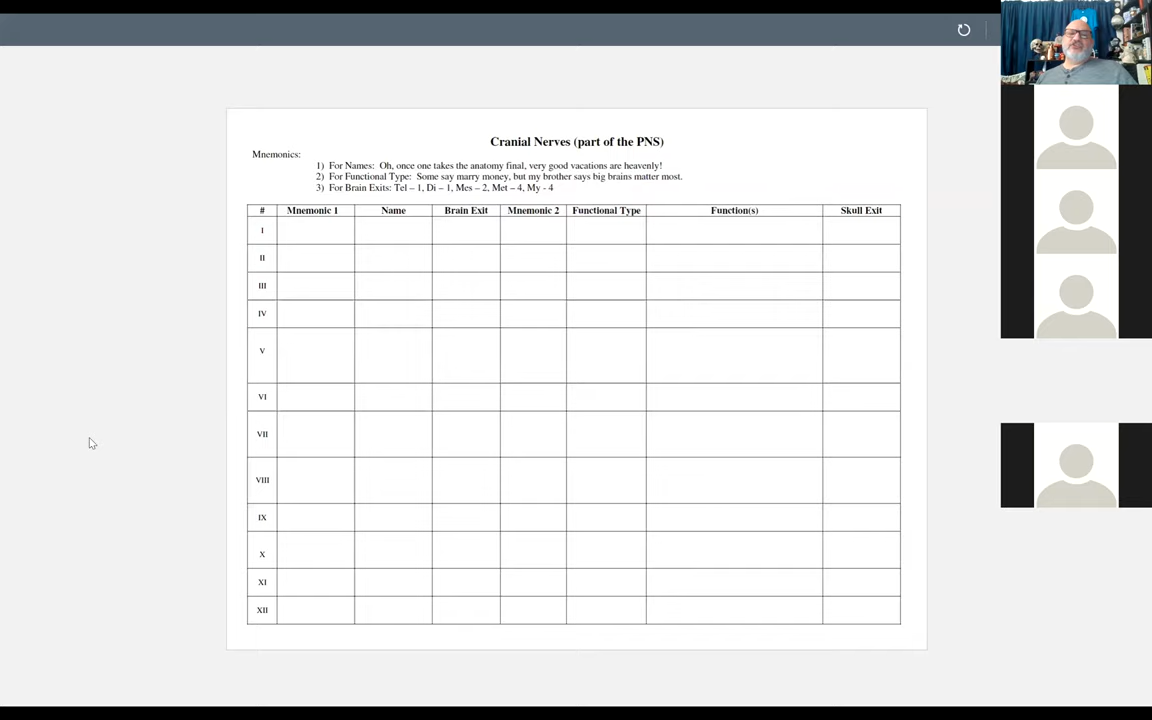 Cranial Nerves (part of the PNS)
Mnemonics:
1) For Names: Oh, once one takes the anatomy final, very good vacations are heavenly!
2) For Functional Type: Some say marry money, but my brother says big brains matter most.
3) For Brain Exits: Tel – 1, Di – 1, Mes – 2, Met – 4, My - 4
# Mnemonic 1 Name Brain Exit Mnemonic 2 Functional Type Function(s) Skull Exit
I
II
III
IV
V
VI
VII
VIII
IX
X
XI
XII